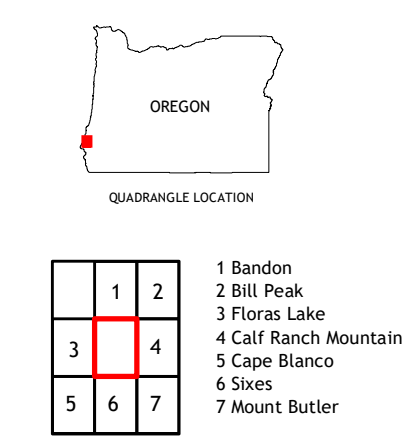 OREGON
QUADRANGLE LOCATION
1 2
3 4
5 6 7
1 Bandon
2 Bill Peak
3 Floras Lake
4 Calf Ranch Mountain
5 Cape Blanco
6 Sixes
7 Mount Butler